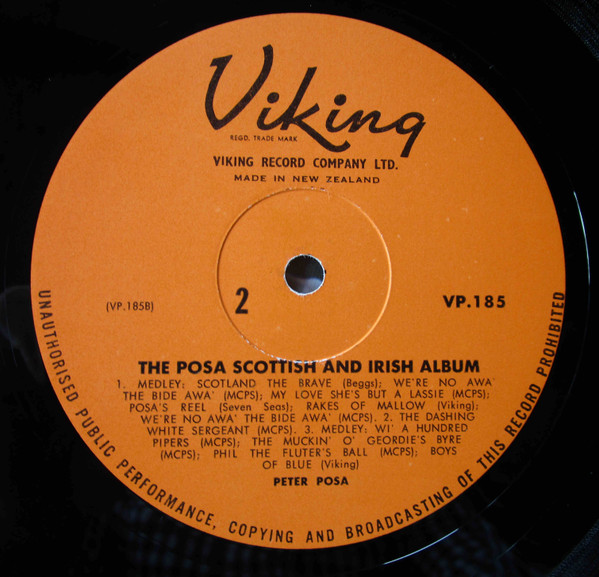 Viking
REGD. TRADE MARK
VIKING RECORD COMPANY LTD.
MADE IN NEW ZEALAND
(VP.185B)
2
VP.185
THE POSA SCOTTISH AND IRISH ALBUM
1. MEDLEY: SCOTLAND THE BRAVE (Beggs); WE'RE NO AWA'
THE BIDE AWA' (MCPS); MY LOVE SHE'S BUT A LASSIE (MCPS);
POSA'S REEL (Seven Seas); RAKES OF MALLOW (Viking);
WE'RE NO AWA' THE BIDE AWA' (MCPS). 2. THE DASHING
WHITE SERGEANT (MCPS). 3. MEDLEY: WI' A HUNDRED
PIPERS (MCPS); THE MUCKIN' O' GEORDIE'S BYRE
(MCPS); PHIL THE FLUTER'S BALL (MCPS); BOYS
OF BLUE (Viking)
PETER POSA
UNAUTHORISED PUBLIC PERFORMANCE, COPYING AND BROADCASTING OF THIS RECORD PROHIBITED